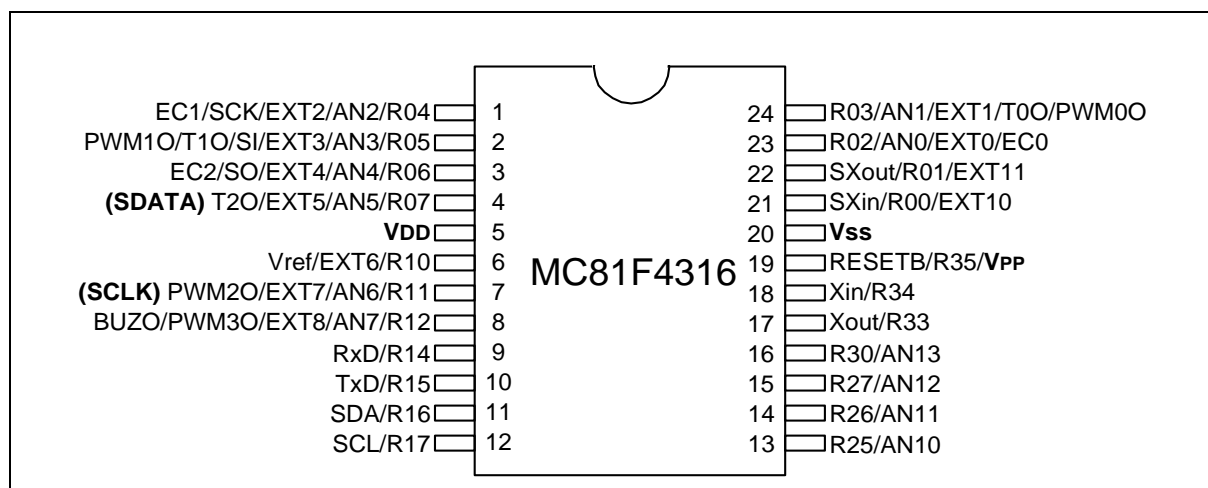 EC1/SCK/EXT2/AN2/R04 1 24 R03/AN1/EXT1/T0O/PWM0O
PWM1O/T1O/SI/EXT3/AN3/R05 2 23 R02/AN0/EXT0/EC0
EC2/SO/EXT4/AN4/R06 3 22 SXout/R01/EXT11
(SDATA) T2O/EXT5/AN5/R07 4 21 SXin/R00/EXT10
VDD 5 20 Vss
Vref/EXT6/R10 6 MC81F4316 19 RESETB/R35/VPP
(SCLK) PWM2O/EXT7/AN6/R11 7 18 Xin/R34
BUZO/PWM3O/EXT8/AN7/R12 8 17 Xout/R33
RxD/R14 9 16 R30/AN13
TxD/R15 10 15 R27/AN12
SDA/R16 11 14 R26/AN11
SCL/R17 12 13 R25/AN10